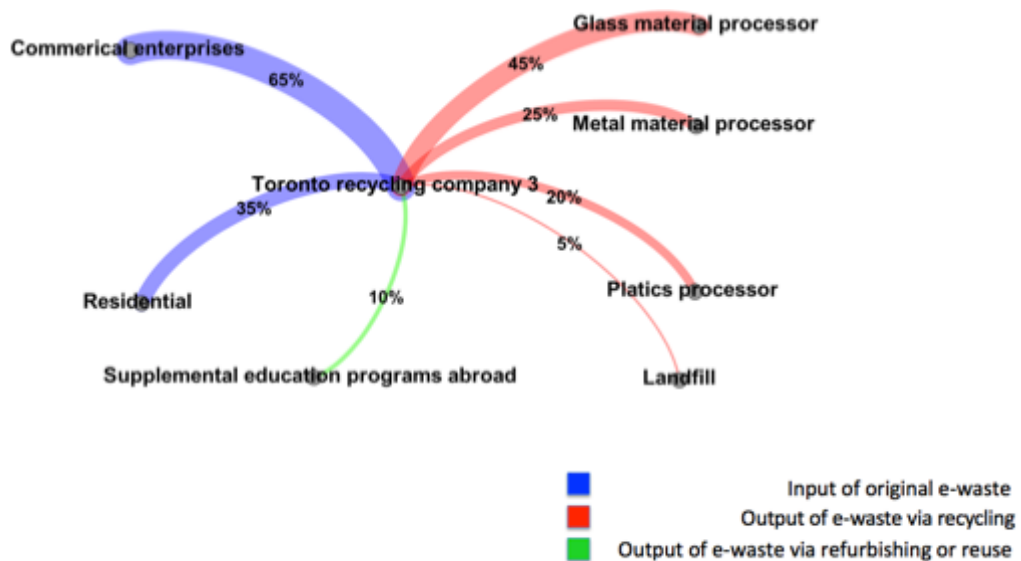 Glass material processor
Commerical enterprises
45%
65%
25%
Metal material processor
Toronto recycling company 3
20%
35%
5%
Platics processor
Residential
10%
Supplemental education programs abroad
Landfill
Input of original e-waste
Output of e-waste via recycling
Output of e-waste via refurbishing or reuse